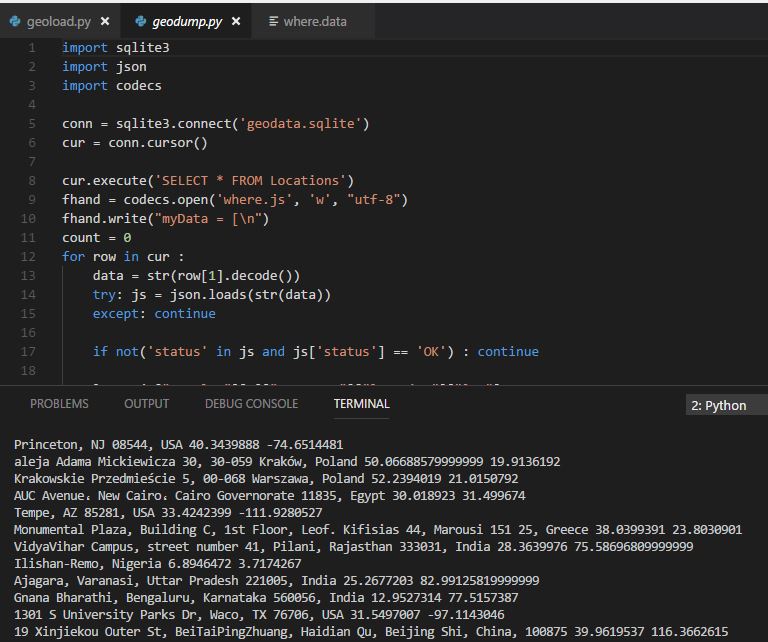 geoload.py
geodump.py
where.data
1 import sqlite3
2 import json
3 import codecs
4
5 conn = sqlite3.connect('geodata.sqlite')
6 cur = conn.cursor()
7
8 cur.execute('SELECT * FROM Locations')
9 fhand = codecs.open('where.js', 'w', "utf-8")
10 fhand.write("myData = [\n")
11 count = 0
12 for row in cur :
13 data = str(row[1].decode())
14 try: js = json.loads(str(data))
15 except: continue
16
17 if not('status' in js and js['status'] == 'OK') : continue
18
PROBLEMS OUTPUT DEBUG CONSOLE TERMINAL 2: Python
Princeton, NJ 08544, USA 40.3439888 -74.6514481
aleja Adama Mickiewicza 30, 30-059 Kraków, Poland 50.06688579999999 19.9136192
Krakowskie Przedmieście 5, 00-068 Warszawa, Poland 52.2394019 21.0150792
AUC Avenue، New Cairo، Cairo Governorate 11835, Egypt 30.018923 31.499674
Tempe, AZ 85281, USA 33.4242399 -111.9280527
Monumental Plaza, Building C, 1st Floor, Leof. Kifisias 44, Marousi 151 25, Greece 38.0399391 23.8030901
VidyaVihar Campus, street number 41, Pilani, Rajasthan 333031, India 28.3639976 75.58696809999999
Ilishan-Remo, Nigeria 6.8946472 3.7174267
Ajagara, Varanasi, Uttar Pradesh 221005, India 25.2677203 82.99125819999999
Gnana Bharathi, Bengaluru, Karnataka 560056, India 12.9527314 77.5157387
1301 S University Parks Dr, Waco, TX 76706, USA 31.5497007 -97.1143046
19 Xinjiekou Outer St, BeiTaiPingZhuang, Haidian Qu, Beijing Shi, China, 100875 39.9619537 116.3662615